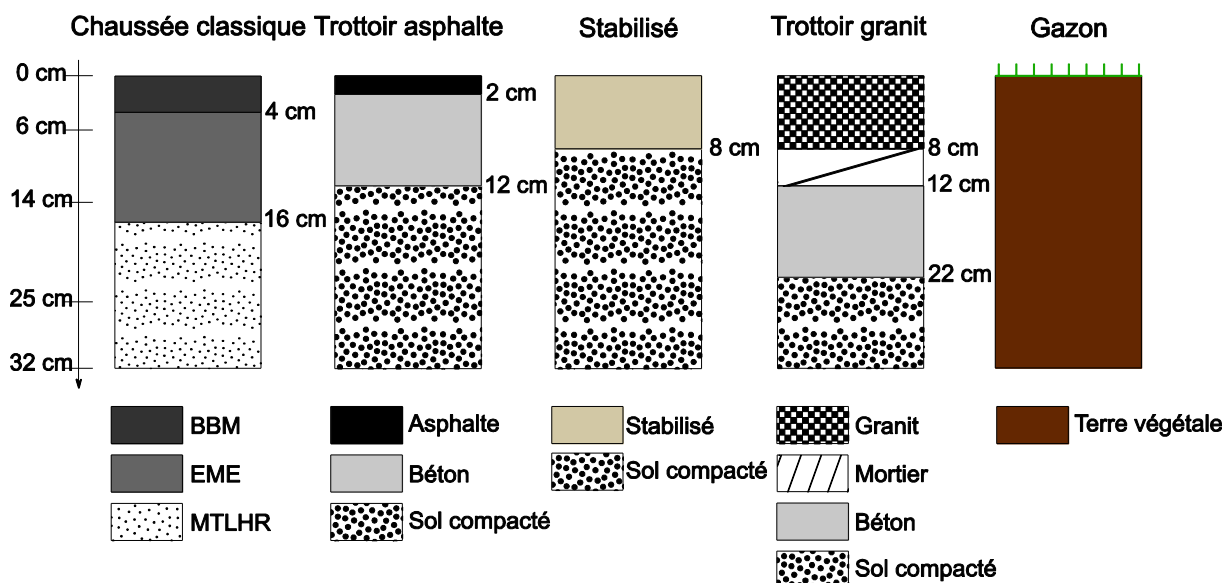 Chaussée classique Trottoir asphalte Stabilisé Trottoir granit Gazon
0 cm
4 cm
2 cm
6 cm
8 cm
8 cm
12 cm
12 cm
14 cm
16 cm
22 cm
25 cm
32 cm
BBM
EME
MTLHR
Asphalte
Béton
Sol compacté
Stabilisé
Sol compacté
Granit
Mortier
Béton
Sol compacté
Terre végétale